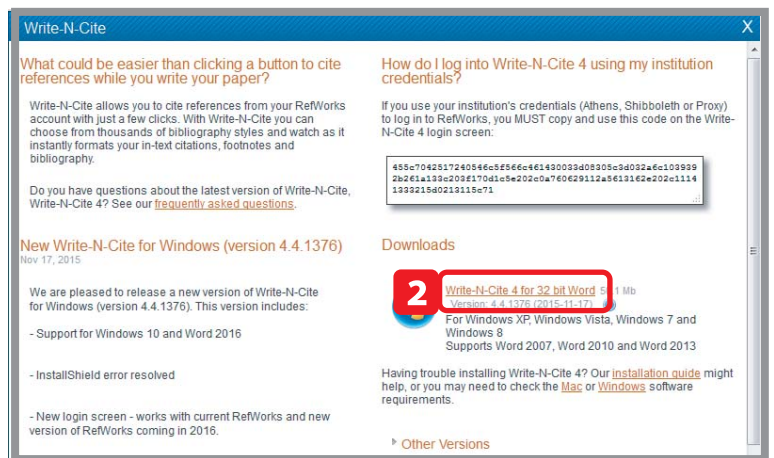 Write-N-Cite
X
What could be easier than clicking a button to cite
references while you write your paper?
Write-N-Cite allows you to cite references from your RefWorks
account with just a few clicks. With Write-N-Cite you can
choose from thousands of bibliography styles and watch as it
instantly formats your in-text citations, footnotes and
bibliography.
Do you have questions about the latest version of Write-N-Cite,
Write-N-Cite 4? See our frequently asked questions.
New Write-N-Cite for Windows (version 4.4.1376)
Nov 17, 2015
We are pleased to release a new version of Write-N-Cite
for Windows (version 4.4.1376). This version includes:
- Support for Windows 10 and Word 2016
- InstallShield error resolved
- New login screen - works with current RefWorks and new
version of RefWorks coming in 2016.
How do I log into Write-N-Cite 4 using my institution
credentials?
If you use your institution's credentials (Athens, Shibboleth or Proxy)
to log in to RefWorks, you MUST copy and use this code on the Write-
N-Cite 4 login screen:
455c7042517240546c5f566c461430033d08305c3d032a6c103939
2b261a133c203f170d1c5e202c0a760629112a5613162e202c1114
1333215d0213115c71
Downloads
2
Write-N-Cite 4 for 32 bit Word
Mb
Version: 4.4.1376 (2015-11-17)
For Windows XP, Windows Vista, Windows 7 and
Windows 8
Supports Word 2007, Word 2010 and Word 2013
Having trouble installing Write-N-Cite 4? Our installation guide might
help, or you may need to check the Mac or Windows software
requirements.
Other Versions